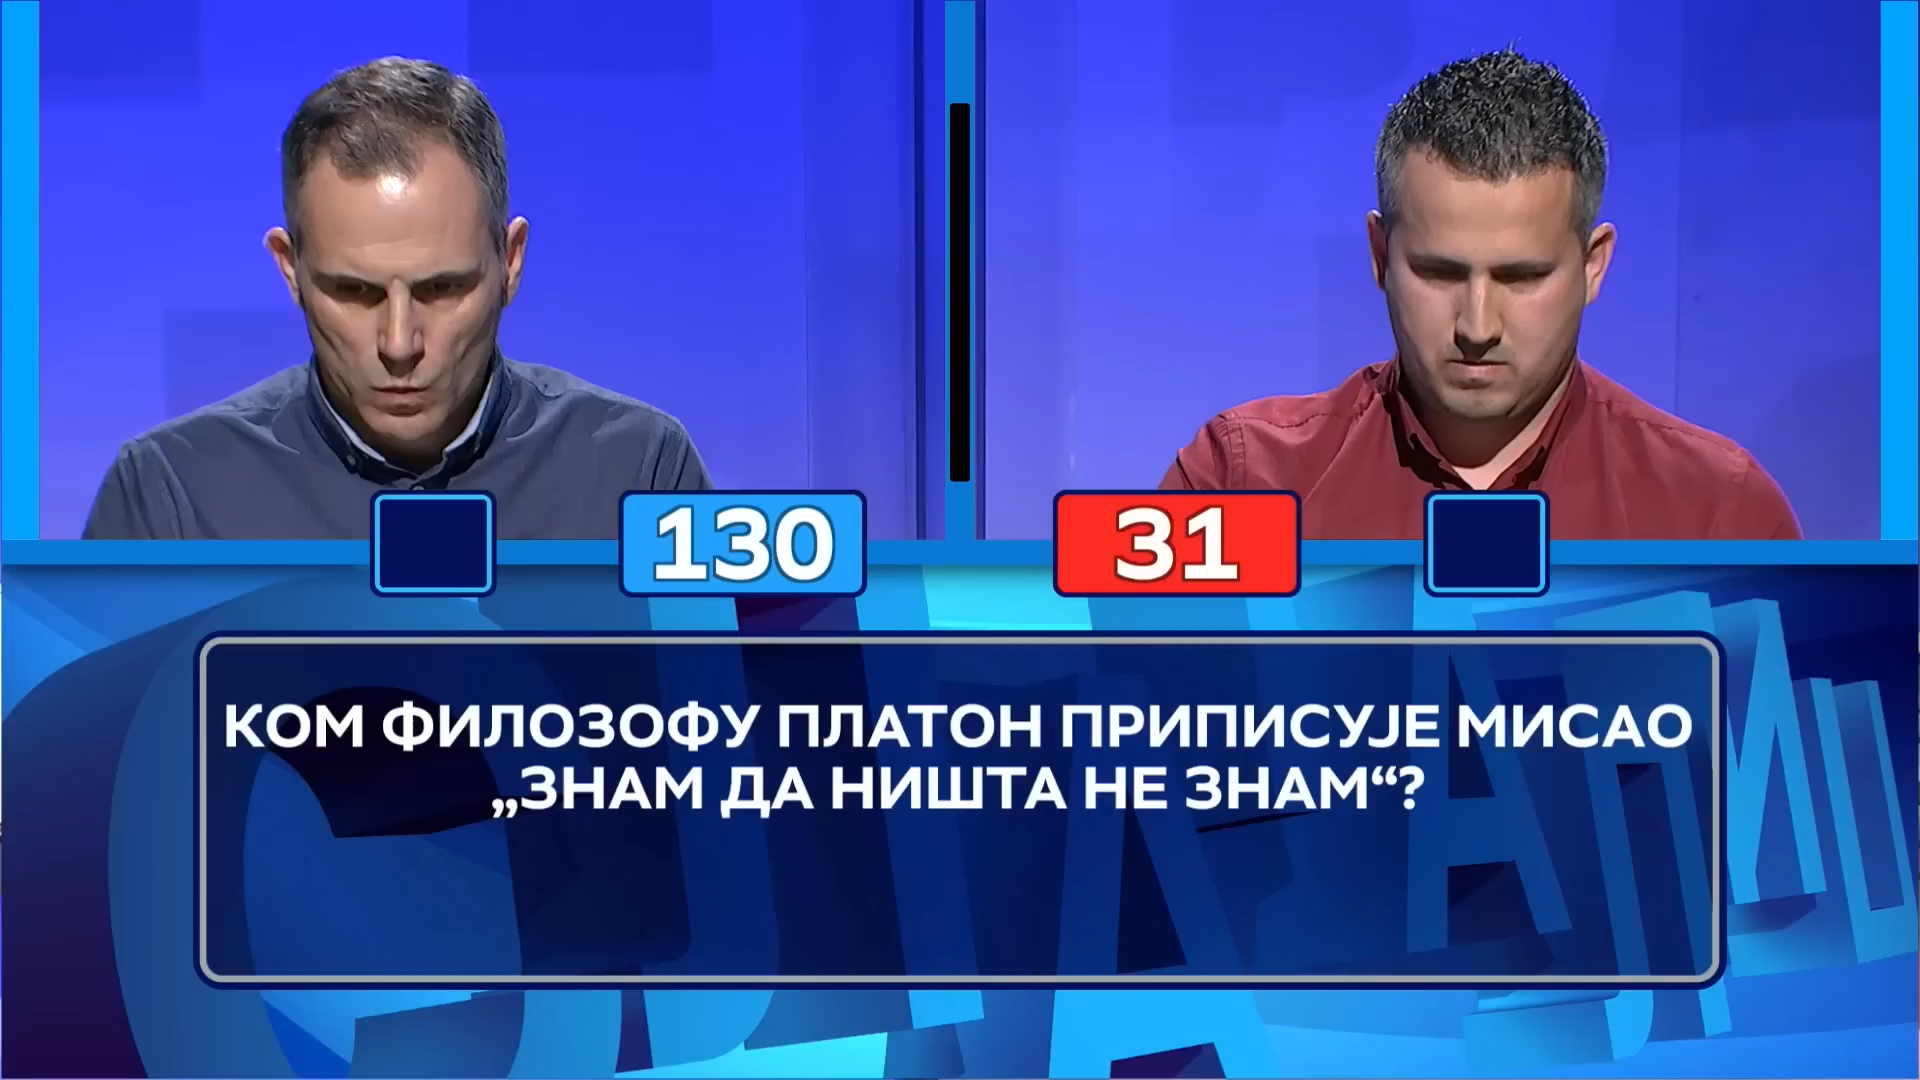 130
31
КОМ ФИЛОЗОФУ ПЛАТОН ПРИПИСУЈЕ МИСАО
„ЗНАМ ДА НИШТА НЕ ЗНАМ“?